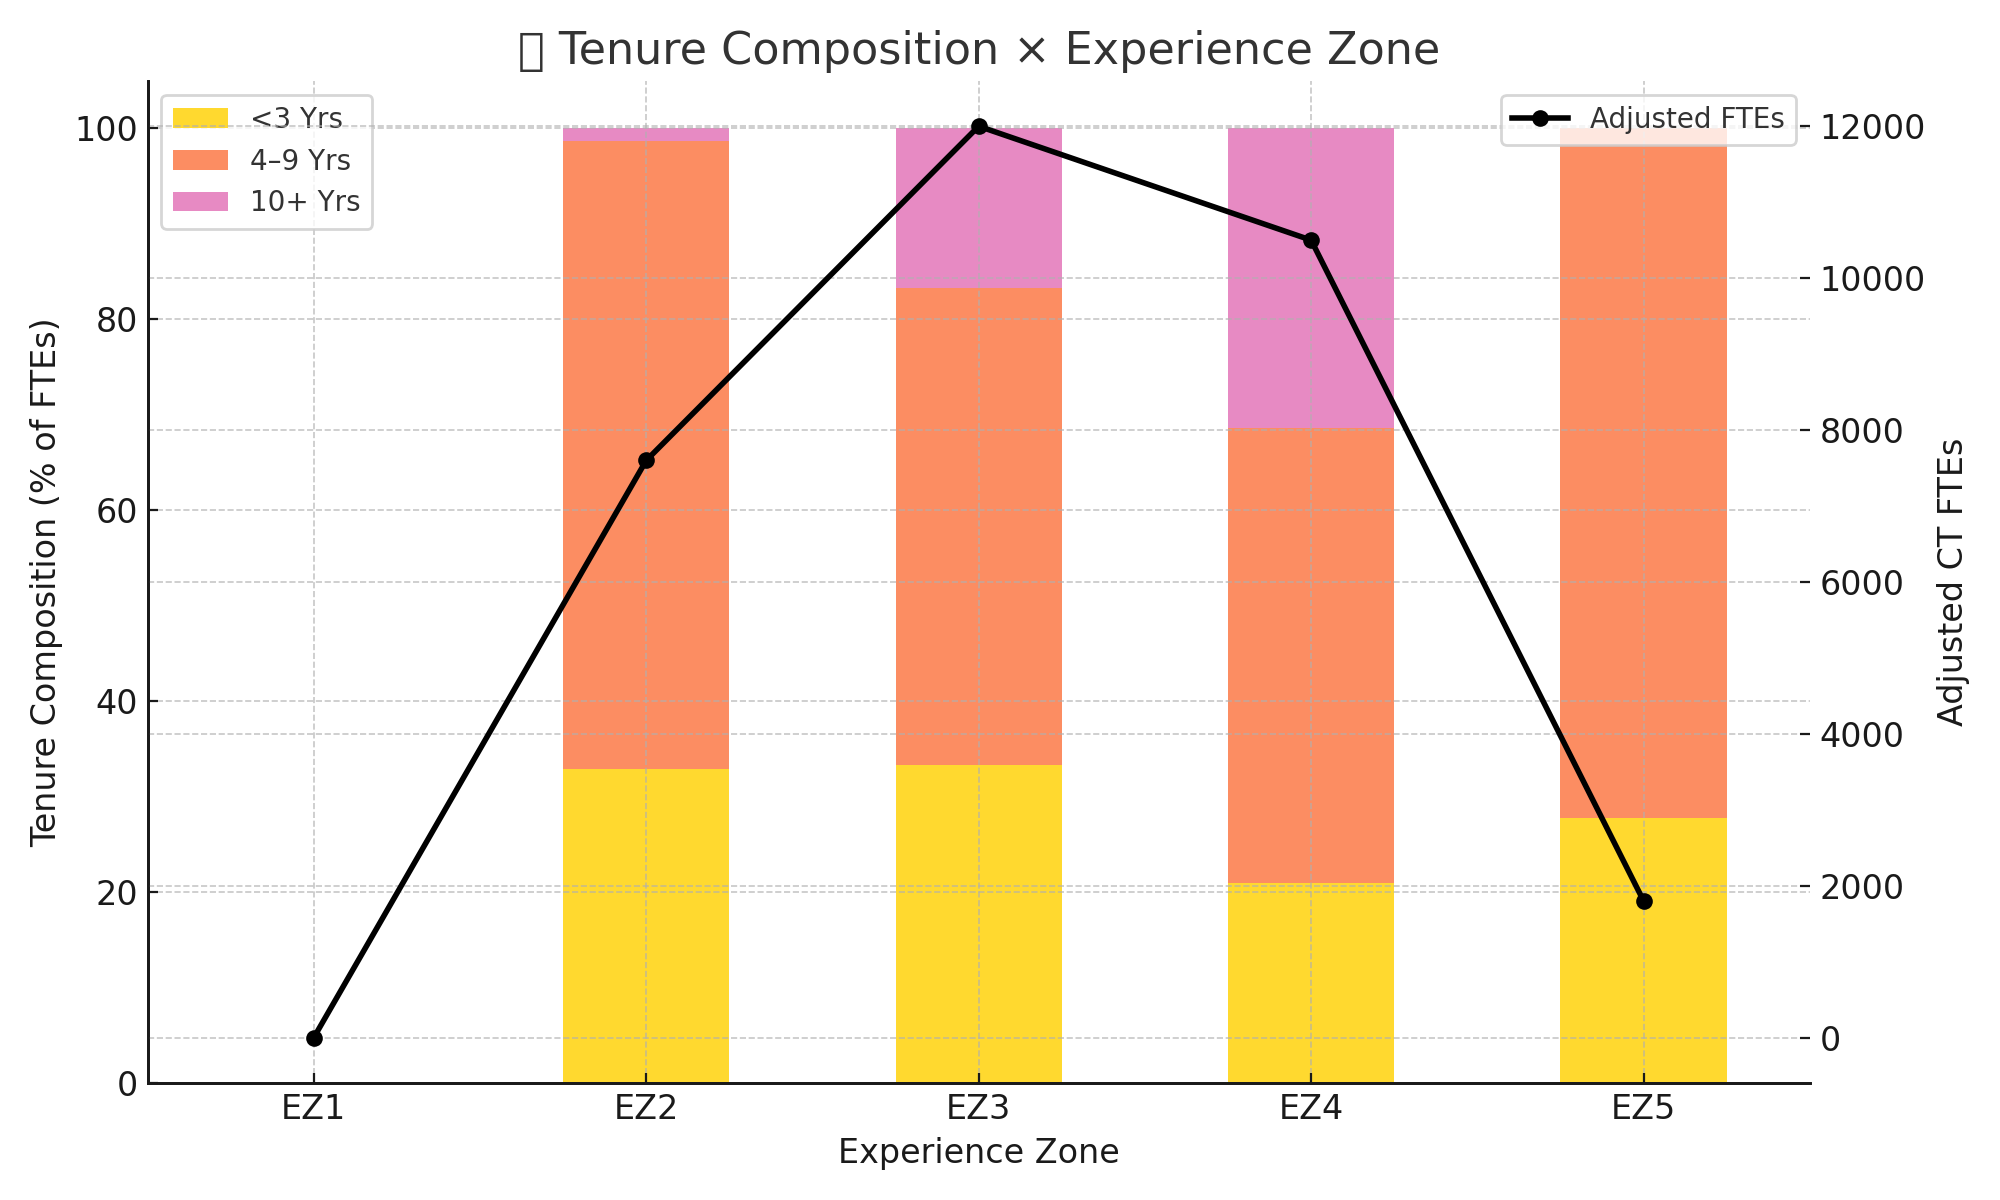 Tenure Composition × Experience Zone
<3 Yrs
4–9 Yrs
10+ Yrs
Adjusted FTEs
Tenure Composition (% of FTEs)
100
80
60
40
20
0
12000
10000
8000
6000
4000
2000
0
Adjusted CT FTEs
EZ1
EZ2
EZ3
EZ4
EZ5
Experience Zone